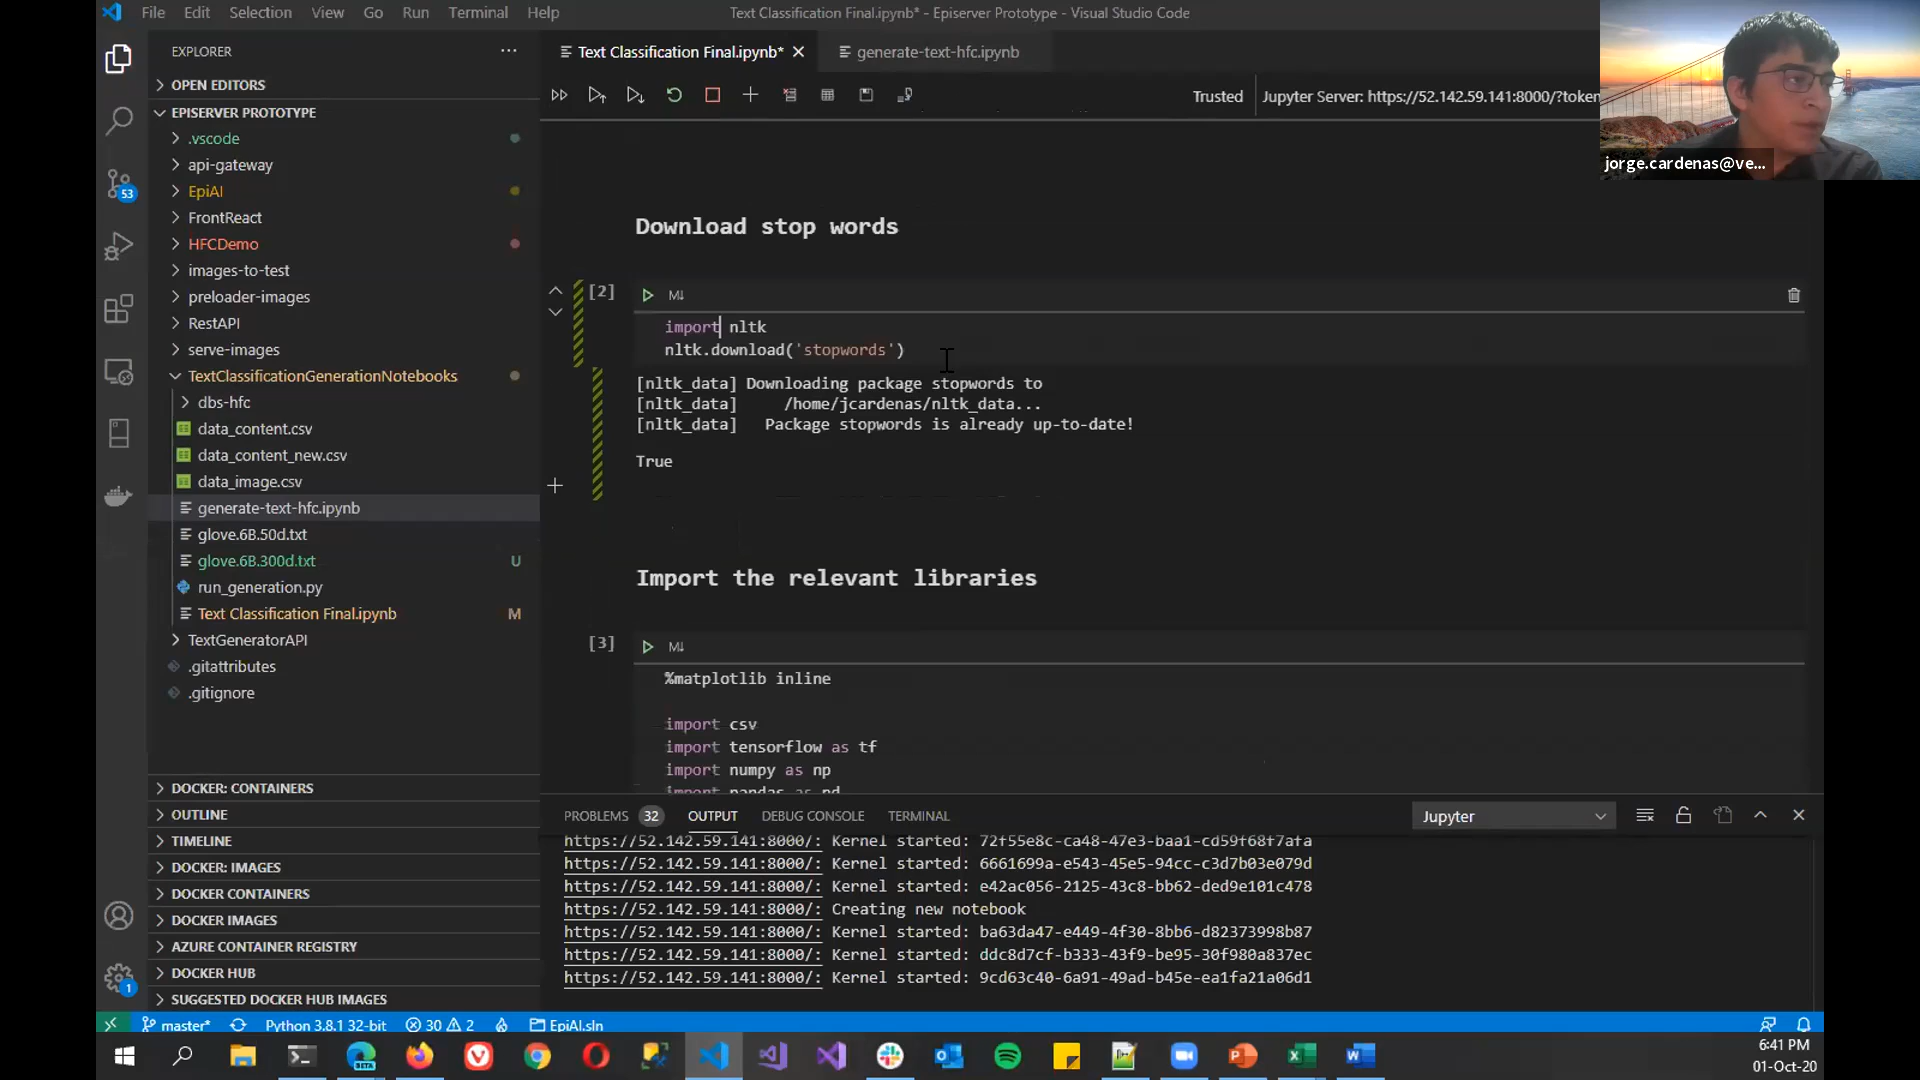 File Edit Selection View Go Run Terminal Help
Text Classification Final.ipynb* - Episerver Prototype - Visual Studio Code
EXPLORER
OPEN EDITORS
EPISERVER PROTOTYPE
.vscode
api-gateway
EpiAI
FrontReact
HFCDemo
images-to-test
preloader-images
RestAPI
serve-images
TextClassificationGenerationNotebooks
dbs-hfc
data_content.csv
data_content_new.csv
data_image.csv
generate-text-hfc.ipynb
glove.6B.50d.txt
glove.6B.300d.txt U
run_generation.py
Text Classification Final.ipynb M
TextGeneratorAPI
.gitattributes
.gitignore
DOCKER: CONTAINERS
OUTLINE
TIMELINE
DOCKER: IMAGES
DOCKER CONTAINERS
DOCKER IMAGES
AZURE CONTAINER REGISTRY
DOCKER HUB
SUGGESTED DOCKER HUB IMAGES
53
1
Text Classification Final.ipynb* generate-text-hfc.ipynb
Trusted Jupyter Server: https://52.142.59.141:8000/?token
jorge.cardenas@ve...
Download stop words
[2] M↓
import nltk
nltk.download('stopwords')
[nltk_data] Downloading package stopwords to
[nltk_data] /home/jcardenas/nltk_data...
[nltk_data] Package stopwords is already up-to-date!
True
Import the relevant libraries
[3] M↓
%matplotlib inline
import csv
import tensorflow as tf
import numpy as np
import pandas as pd
PROBLEMS 32 OUTPUT DEBUG CONSOLE TERMINAL Jupyter
https://52.142.59.141:8000/: Kernel started: 72f55e8c-ca48-47e3-baa1-cd59f68f7afa
https://52.142.59.141:8000/: Kernel started: 6661699a-e543-45e5-94cc-c3d7b03e079d
https://52.142.59.141:8000/: Kernel started: e42ac056-2125-43c8-bb62-ded9e101c478
https://52.142.59.141:8000/: Creating new notebook
https://52.142.59.141:8000/: Kernel started: ba63da47-e449-4f30-8bb6-d82373998b87
https://52.142.59.141:8000/: Kernel started: ddc8d7cf-b333-43f9-be95-30f980a837ec
https://52.142.59.141:8000/: Kernel started: 9cd63c40-6a91-49ad-b45e-ea1fa21a06d1
master* Python 3.8.1 32-bit 30 2 EpiAI.sln
BETA
6:41 PM
01-Oct-20